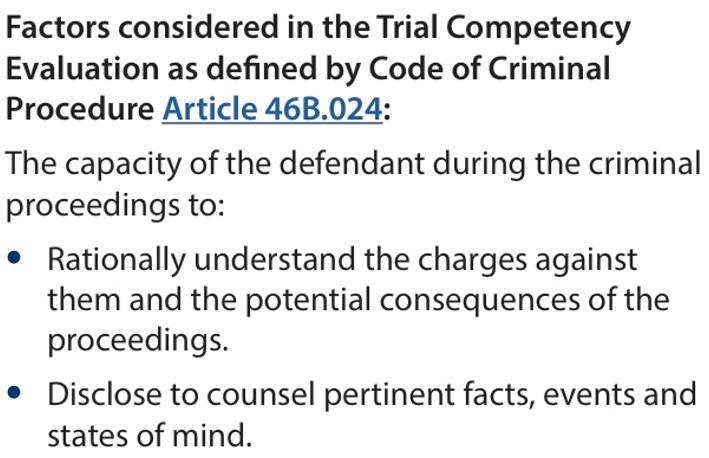 Factors considered in the Trial Competency
Evaluation as defined by Code of Criminal
Procedure Article 46B.024:
The capacity of the defendant during the criminal
proceedings to:
• Rationally understand the charges against
them and the potential consequences of the
proceedings.
• Disclose to counsel pertinent facts, events and
states of mind.